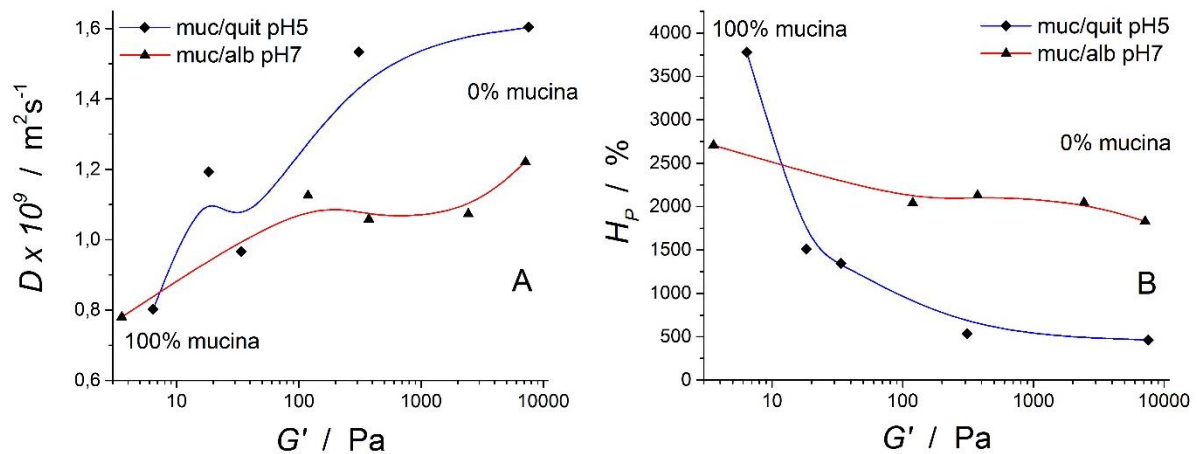 muc/quit pH5
muc/alb pH7
1,6
1,4
1,2
1,0
0,8
0,6
D x 10⁹ / m²s⁻¹
0% mucina
A
100% mucina
10
100
1000
10000
G' / Pa
100% mucina
muc/quit pH5
muc/alb pH7
4000
3500
3000
2500
2000
1500
1000
500
0
H_P / %
0% mucina
B
10
100
1000
10000
G' / Pa